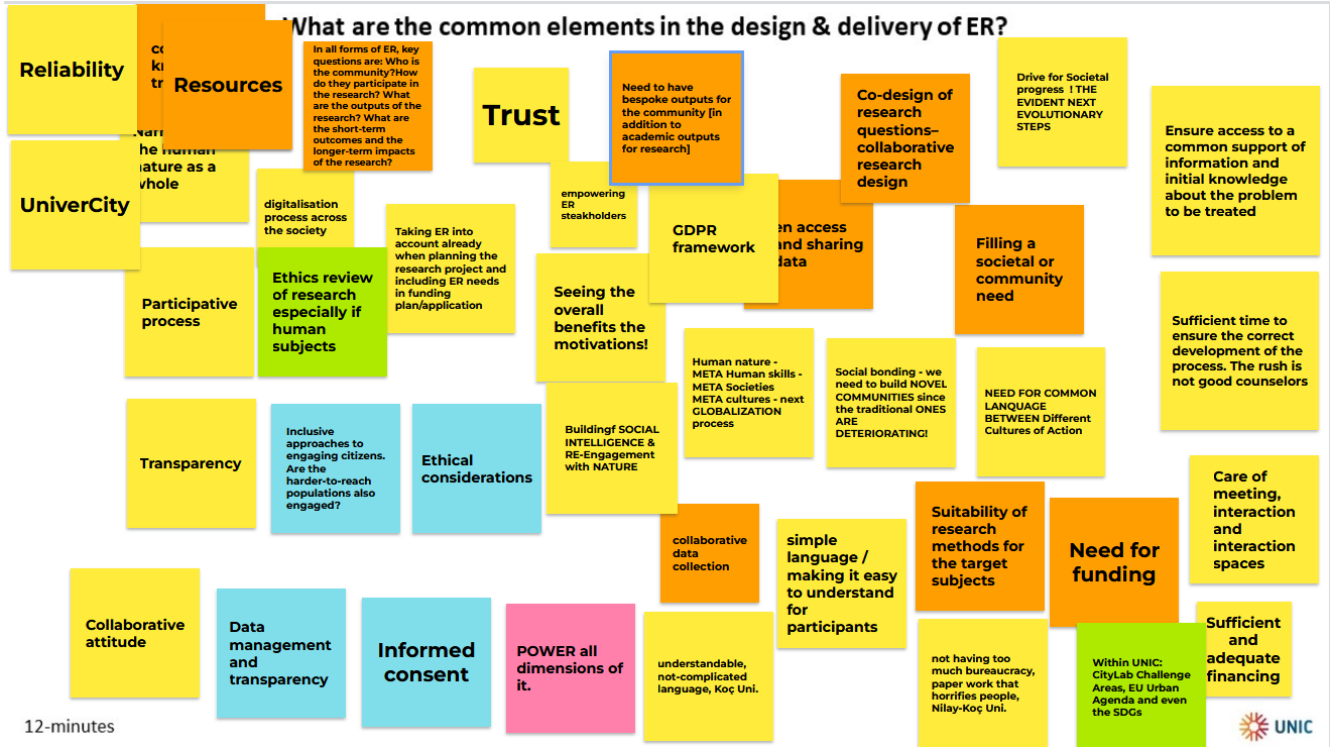 What are the common elements in the design & delivery of ER?
Reliability
Resources
In all forms of ER, key
questions are: Who is
the community?How
do they participate in
the research? What
are the outputs of the
research? What are
the short-term
outcomes and the
longer-term impacts
of the research?
Trust
Need to have
bespoke outputs for
the community [in
addition to
academic outputs
for research]
Co-design of
research
questions–
collaborative
research
design
Drive for Societal
progress ! THE
EVIDENT NEXT
EVOLUTIONARY
STEPS
Ensure access to a
common support of
information and
initial knowledge
about the problem
to be treated
the human
nature as a
whole
UniverCity
digitalisation
process across
the society
empowering
ER
steakholders
GDPR
framework
access
and sharing
data
Filling a
societal or
community
need
Participative
process
Ethics review
of research
especially if
human
subjects
Taking ER into
account already
when planning the
research project and
including ER needs
in funding
plan/application
Seeing the
overall
benefits the
motivations!
Sufficient time to
ensure the correct
development of the
process. The rush is
not good counselors
Human nature -
META Human skills -
META Societies
META cultures - next
GLOBALIZATION
process
Social bonding - we
need to build NOVEL
COMMUNITIES since
the traditional ONES
ARE
DETERIORATING!
NEED FOR COMMON
LANQUAGE
BETWEEN Different
Cultures of Action
Transparency
Inclusive
approaches to
engaging citizens.
Are the
harder-to-reach
populations also
engaged?
Ethical
considerations
Buildingf SOCIAL
INTELLIGENCE &
RE-Engagement
with NATURE
collaborative
data
collection
simple
language /
making it easy
to understand
for
participants
Suitability of
research
methods for
the target
subjects
Need for
funding
Care of
meeting,
interaction
and
interaction
spaces
Collaborative
attitude
Data
management
and
transparency
Informed
consent
POWER all
dimensions of
it.
understandable,
not-complicated
language, Koç Uni.
not having too
much bureaucracy,
paper work that
horrifies people,
Nilay-Koç Uni.
Within UNIC:
CityLab Challenge
Areas, EU Urban
Agenda and even
the SDGs
Sufficient
and
adequate
financing
12-minutes
UNIC